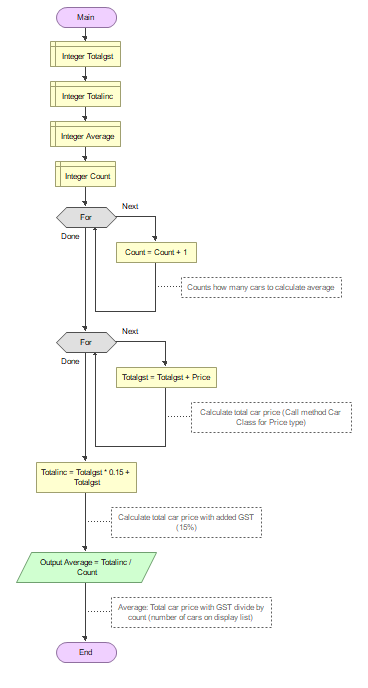 Main
Integer Totalgst
Integer Totalinc
Integer Average
Integer Count
For
Next
Done
Count = Count + 1
Counts how many cars to calculate average
For
Next
Done
Totalgst = Totalgst + Price
Calculate total car price (Call method Car
Class for Price type)
Totalinc = Totalgst * 0.15 +
Totalgst
Calculate total car price with added GST
(15%)
Output Average = Totalinc /
Count
Average: Total car price with GST divide by
count (number of cars on display list)
End